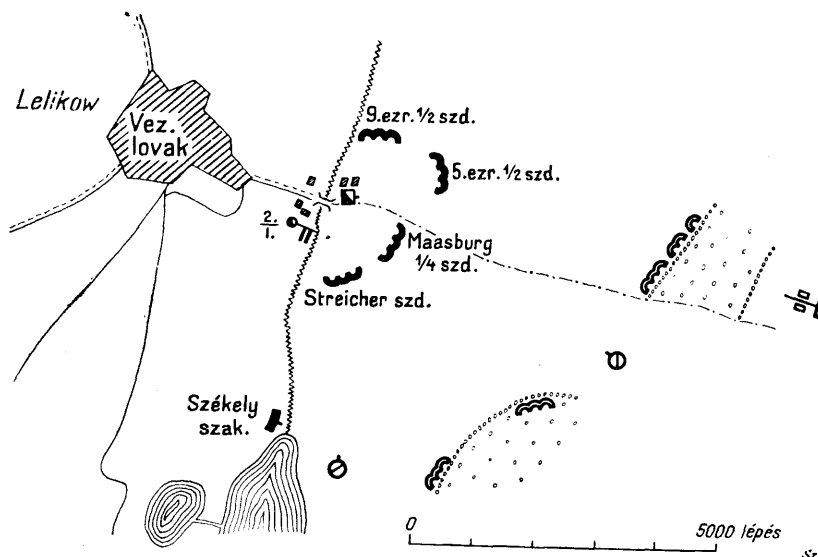 Lelikow
Vez.
lovak
9.ezr. 1/2 szd.
5.ezr. 1/2 szd.
2.
1.
Maasburg
1/4 szd.
Streicher szd.
Székely
szak.
0
5000 lépés